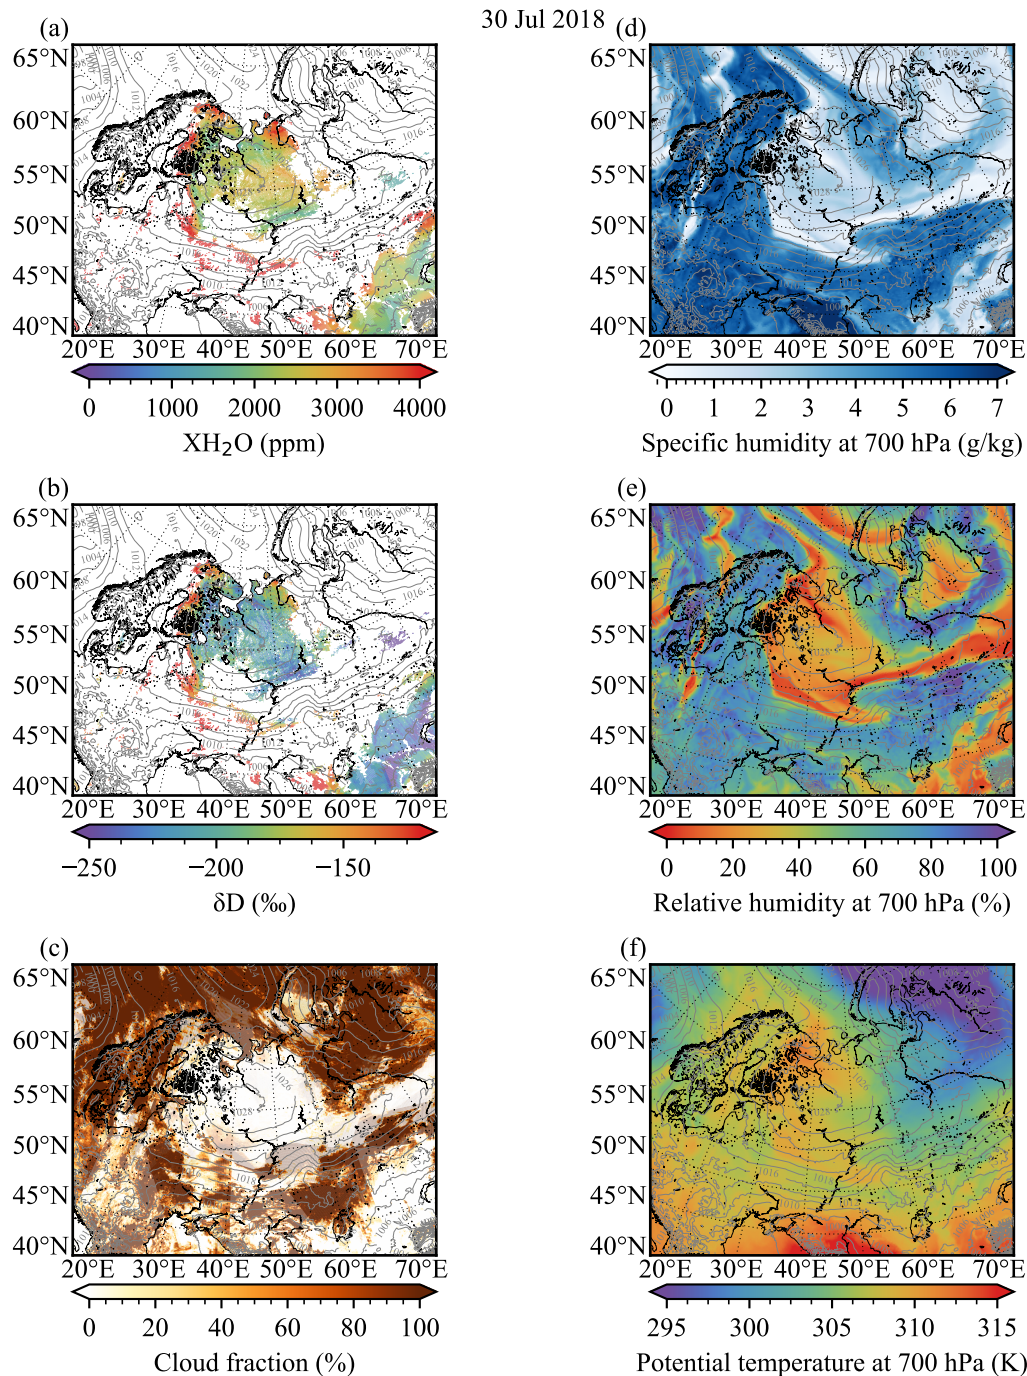 30 Jul 2018
(a)
65°N
60°N
55°N
50°N
45°N
40°N
20°E 30°E 40°E 50°E 60°E 70°E
0 1000 2000 3000 4000
XH₂O (ppm)
(b)
65°N
60°N
55°N
50°N
45°N
40°N
20°E 30°E 40°E 50°E 60°E 70°E
−250 −200 −150
δD (‰)
(c)
65°N
60°N
55°N
50°N
45°N
40°N
20°E 30°E 40°E 50°E 60°E 70°E
0 20 40 60 80 100
Cloud fraction (%)
(d)
65°N
60°N
55°N
50°N
45°N
40°N
20°E 30°E 40°E 50°E 60°E 70°E
0 1 2 3 4 5 6 7
Specific humidity at 700 hPa (g/kg)
(e)
65°N
60°N
55°N
50°N
45°N
40°N
20°E 30°E 40°E 50°E 60°E 70°E
0 20 40 60 80 100
Relative humidity at 700 hPa (%)
(f)
65°N
60°N
55°N
50°N
45°N
40°N
20°E 30°E 40°E 50°E 60°E 70°E
295 300 305 310 315
Potential temperature at 700 hPa (K)